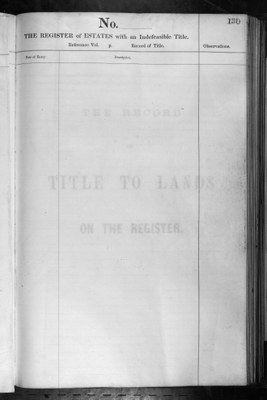 No.
130
THE REGISTER of ESTATES with an Indefeasible Title.
Reference Vol. p. Record of Title.
Observations
Date of Entry.
Description.
THE RECORD
TITLE TO LANDS
ON THE REGISTER.